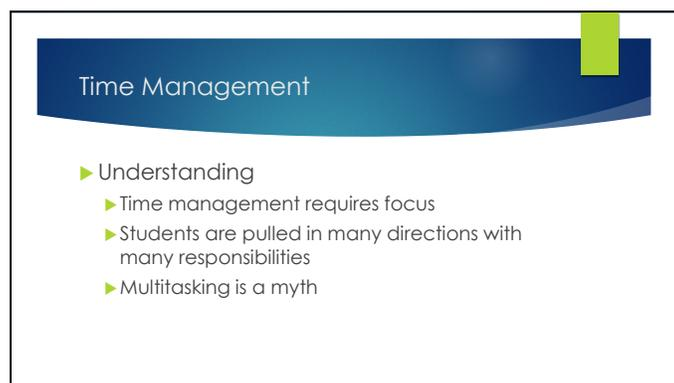 Time Management
Understanding
Time management requires focus
Students are pulled in many directions with
many responsibilities
Multitasking is a myth